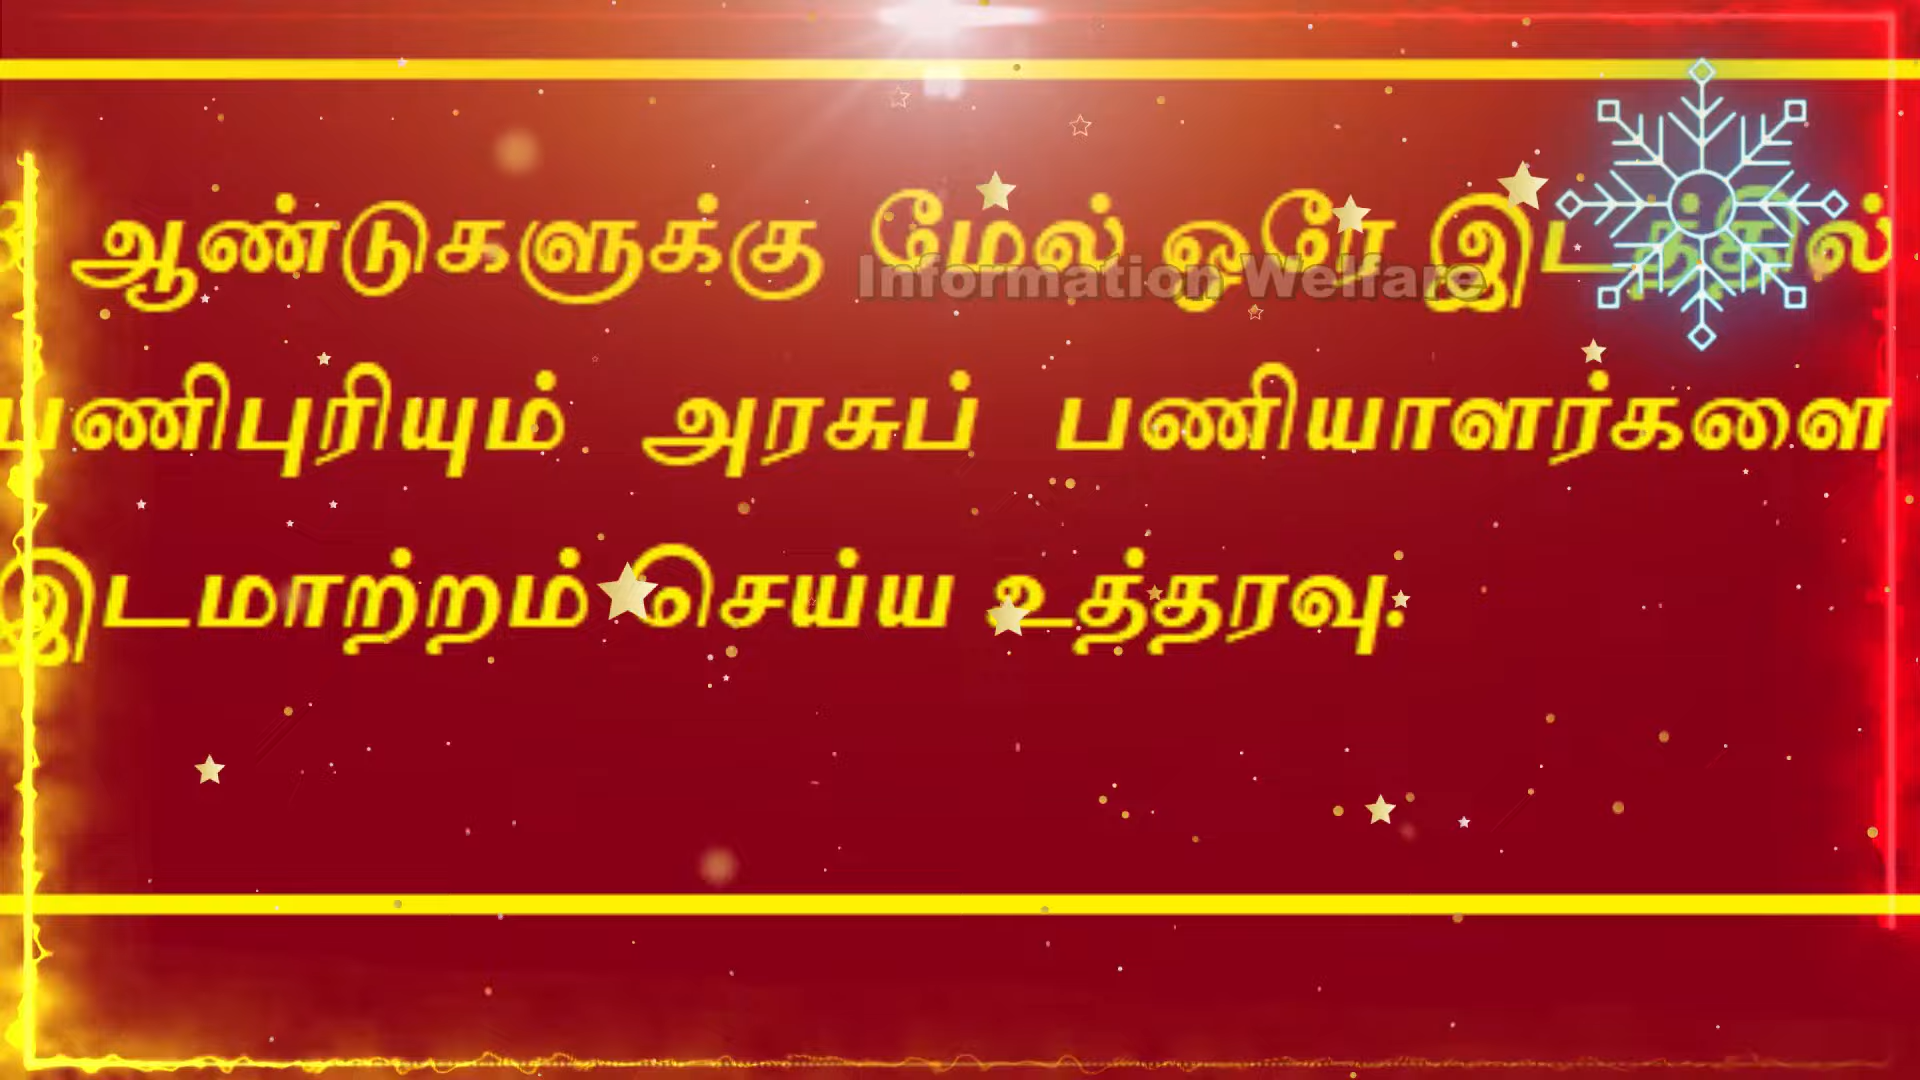 ஆண்டுகளுக்கு மேல் ஒரே இடத்தில்
Information Welfare
பணிபுரியும் அரசுப் பணியாளர்களை
இடமாற்றம் செய்ய உத்தரவு.